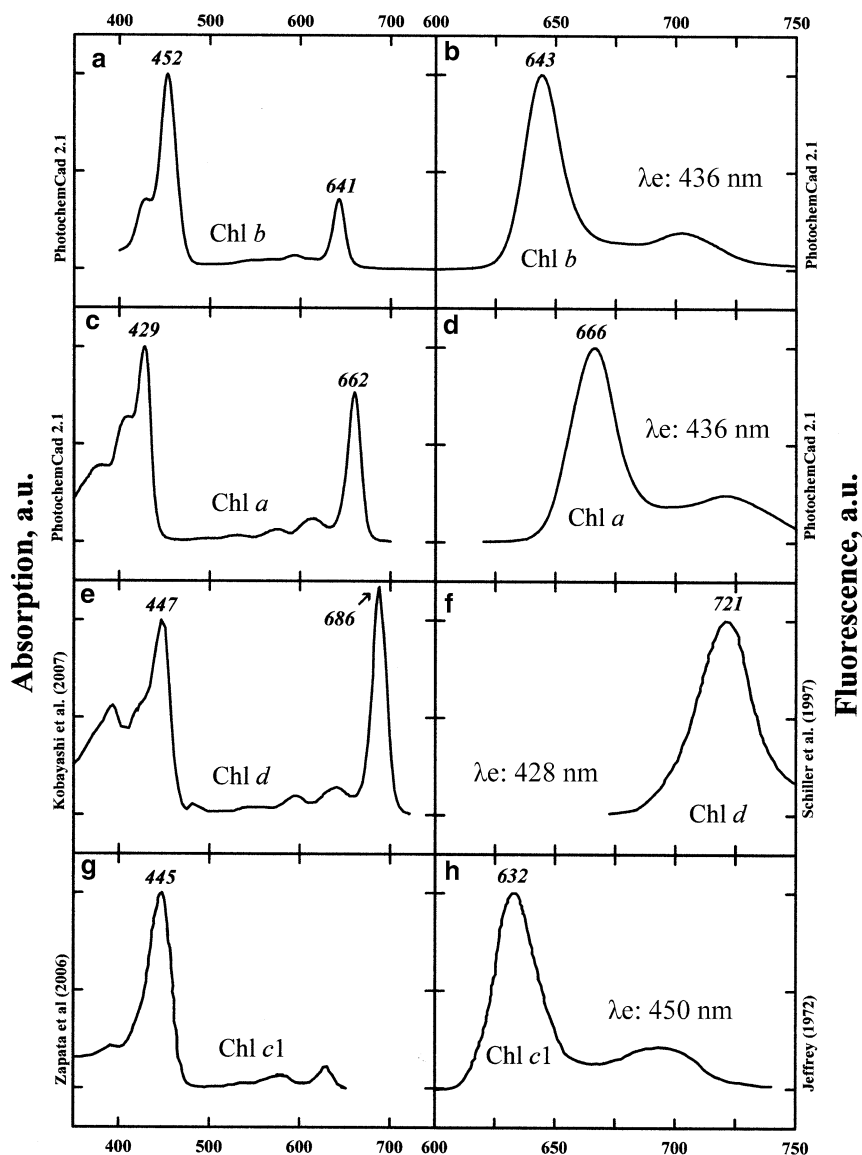 400 500 600 700 600 650 700 750
a
452
641
Chl b
PhotochemCad 2.1
b
643
λe: 436 nm
Chl b
PhotochemCad 2.1
c
429
662
Chl a
PhotochemCad 2.1
d
666
λe: 436 nm
Chl a
PhotochemCad 2.1
e
447
686
Chl d
Kobayashi et al. (2007)
f
721
λe: 428 nm
Chl d
Schiller et al. (1997)
g
445
Chl c1
Zapata et al (2006)
h
632
λe: 450 nm
Chl c1
Jeffrey (1972)
Absorption, a.u.
Fluorescence, a.u.
400 500 600 700 600 650 700 750